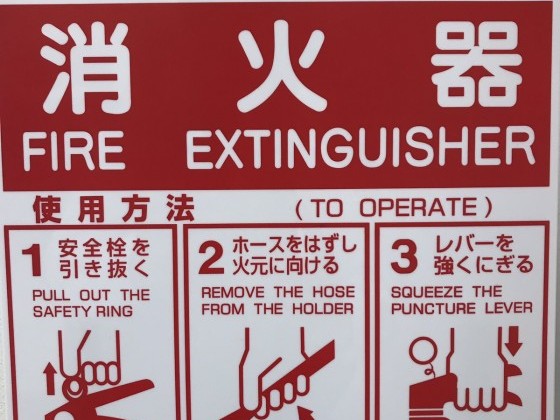 消火器
FIRE EXTINGUISHER
使用方法 (TO OPERATE)
1 安全栓を
引き抜く
PULL OUT THE
SAFETY RING
2 ホースをはずし
火元に向ける
REMOVE THE HOSE
FROM THE HOLDER
3 レバーを
強くにぎる
SQUEEZE THE
PUNCTURE LEVER